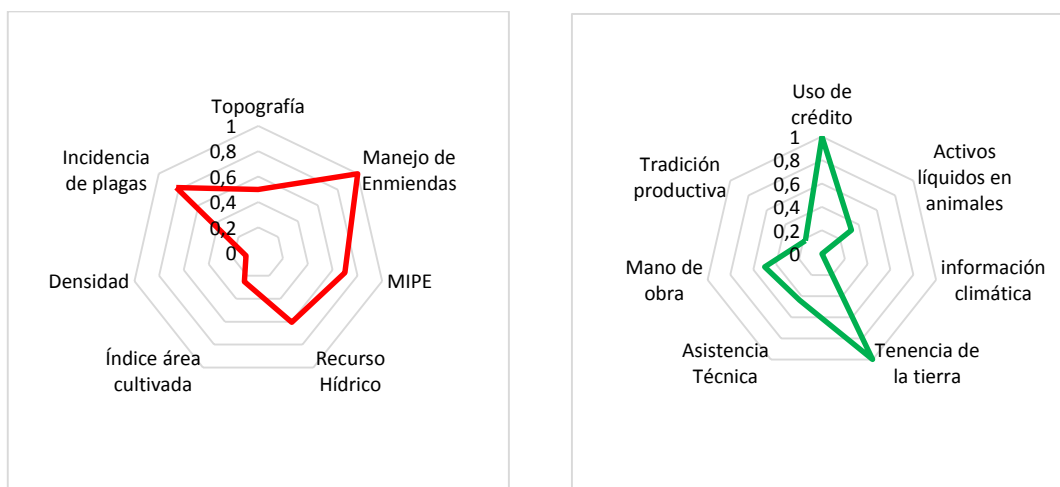 Topografía
1
0,8
0,6
0,4
0,2
0
Manejo de
Enmiendas
MIPE
Recurso
Hídrico
Índice área
cultivada
Densidad
Incidencia
de plagas
Uso de
crédito
1
0,8
0,6
0,4
0,2
0
Activos
líquidos en
animales
información
climática
Tenencia de
la tierra
Asistencia
Técnica
Mano de
obra
Tradición
productiva